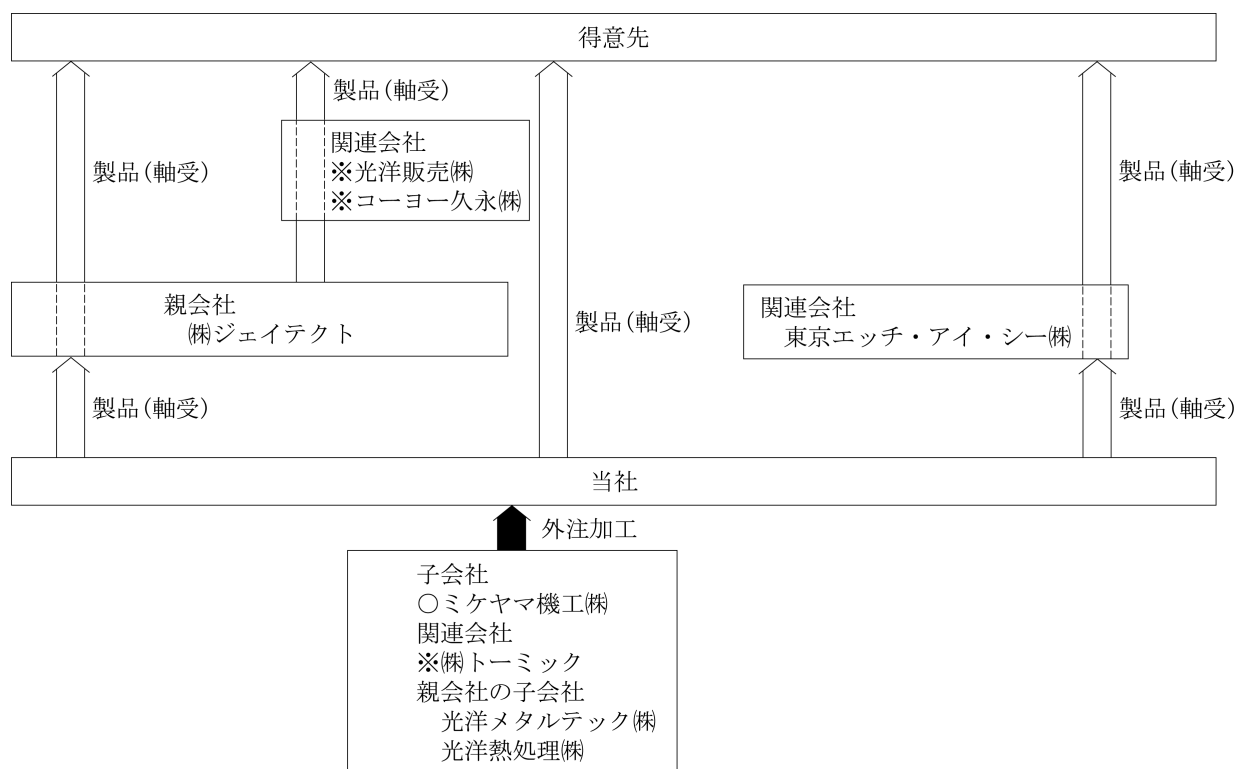 得意先
製品(軸受)
関連会社
※光洋販売㈱
※コーヨー久永㈱
製品(軸受)
製品(軸受)
親会社
㈱ジェイテクト
製品(軸受)
関連会社
東京エッチ・アイ・シー㈱
製品(軸受)
製品(軸受)
当社
外注加工
子会社
○ミケヤマ機工㈱
関連会社
※㈱トーミック
親会社の子会社
光洋メタルテック㈱
光洋熱処理㈱